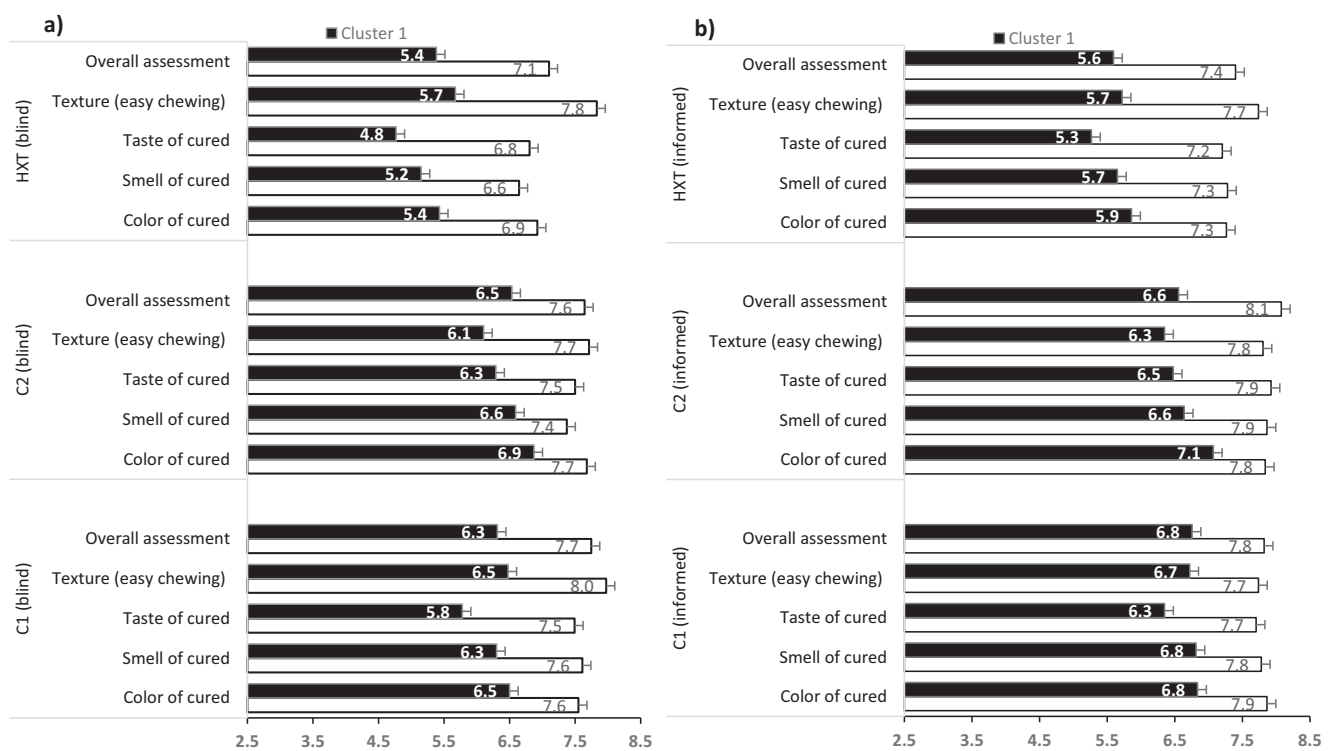 a)
Cluster 1
HXT (blind)
Overall assessment
5.4
7.1
Texture (easy chewing)
5.7
7.8
Taste of cured
4.8
6.8
Smell of cured
5.2
6.6
Color of cured
5.4
6.9
C2 (blind)
Overall assessment
6.5
7.6
Texture (easy chewing)
6.1
7.7
Taste of cured
6.3
7.5
Smell of cured
6.6
7.4
Color of cured
6.9
7.7
C1 (blind)
Overall assessment
6.3
7.7
Texture (easy chewing)
6.5
8.0
Taste of cured
5.8
7.5
Smell of cured
6.3
7.6
Color of cured
6.5
7.6
2.5 3.5 4.5 5.5 6.5 7.5 8.5
b)
Cluster 1
HXT (informed)
Overall assessment
5.6
7.4
Texture (easy chewing)
5.7
7.7
Taste of cured
5.3
7.2
Smell of cured
5.7
7.3
Color of cured
5.9
7.3
C2 (informed)
Overall assessment
6.6
8.1
Texture (easy chewing)
6.3
7.8
Taste of cured
6.5
7.9
Smell of cured
6.6
7.9
Color of cured
7.1
7.8
C1 (informed)
Overall assessment
6.8
7.8
Texture (easy chewing)
6.7
7.7
Taste of cured
6.3
7.7
Smell of cured
6.8
7.8
Color of cured
6.8
7.9
2.5 3.5 4.5 5.5 6.5 7.5 8.5